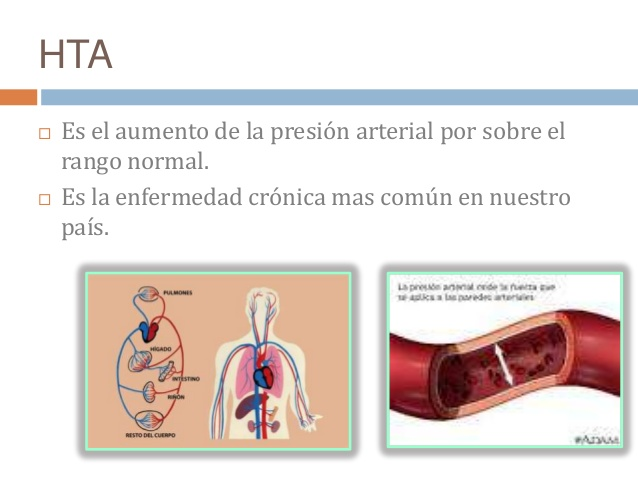 HTA
Es el aumento de la presión arterial por sobre el
rango normal.
Es la enfermedad crónica mas común en nuestro
país.
PULMONES
HÍGADO
INTESTINO
RIÑÓN
RESTO DEL CUERPO
La presión arterial mide la fuerza que
se aplica a las paredes arteriales
*ADAM